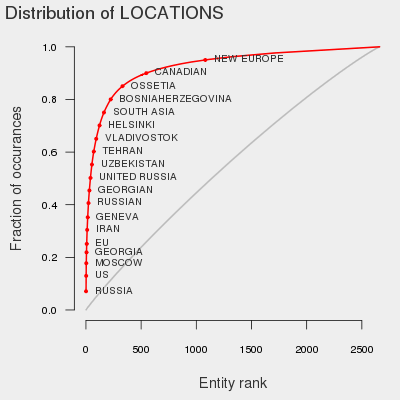 Distribution of LOCATIONS
Fraction of occurances
1.0
0.8
0.6
0.4
0.2
0.0
NEW EUROPE
CANADIAN
OSSETIA
BOSNIAHERZEGOVINA
SOUTH ASIA
HELSINKI
VLADIVOSTOK
TEHRAN
UZBEKISTAN
UNITED RUSSIA
GEORGIAN
RUSSIAN
GENEVA
IRAN
EU
GEORGIA
MOSCOW
US
RUSSIA
0 500 1000 1500 2000 2500
Entity rank